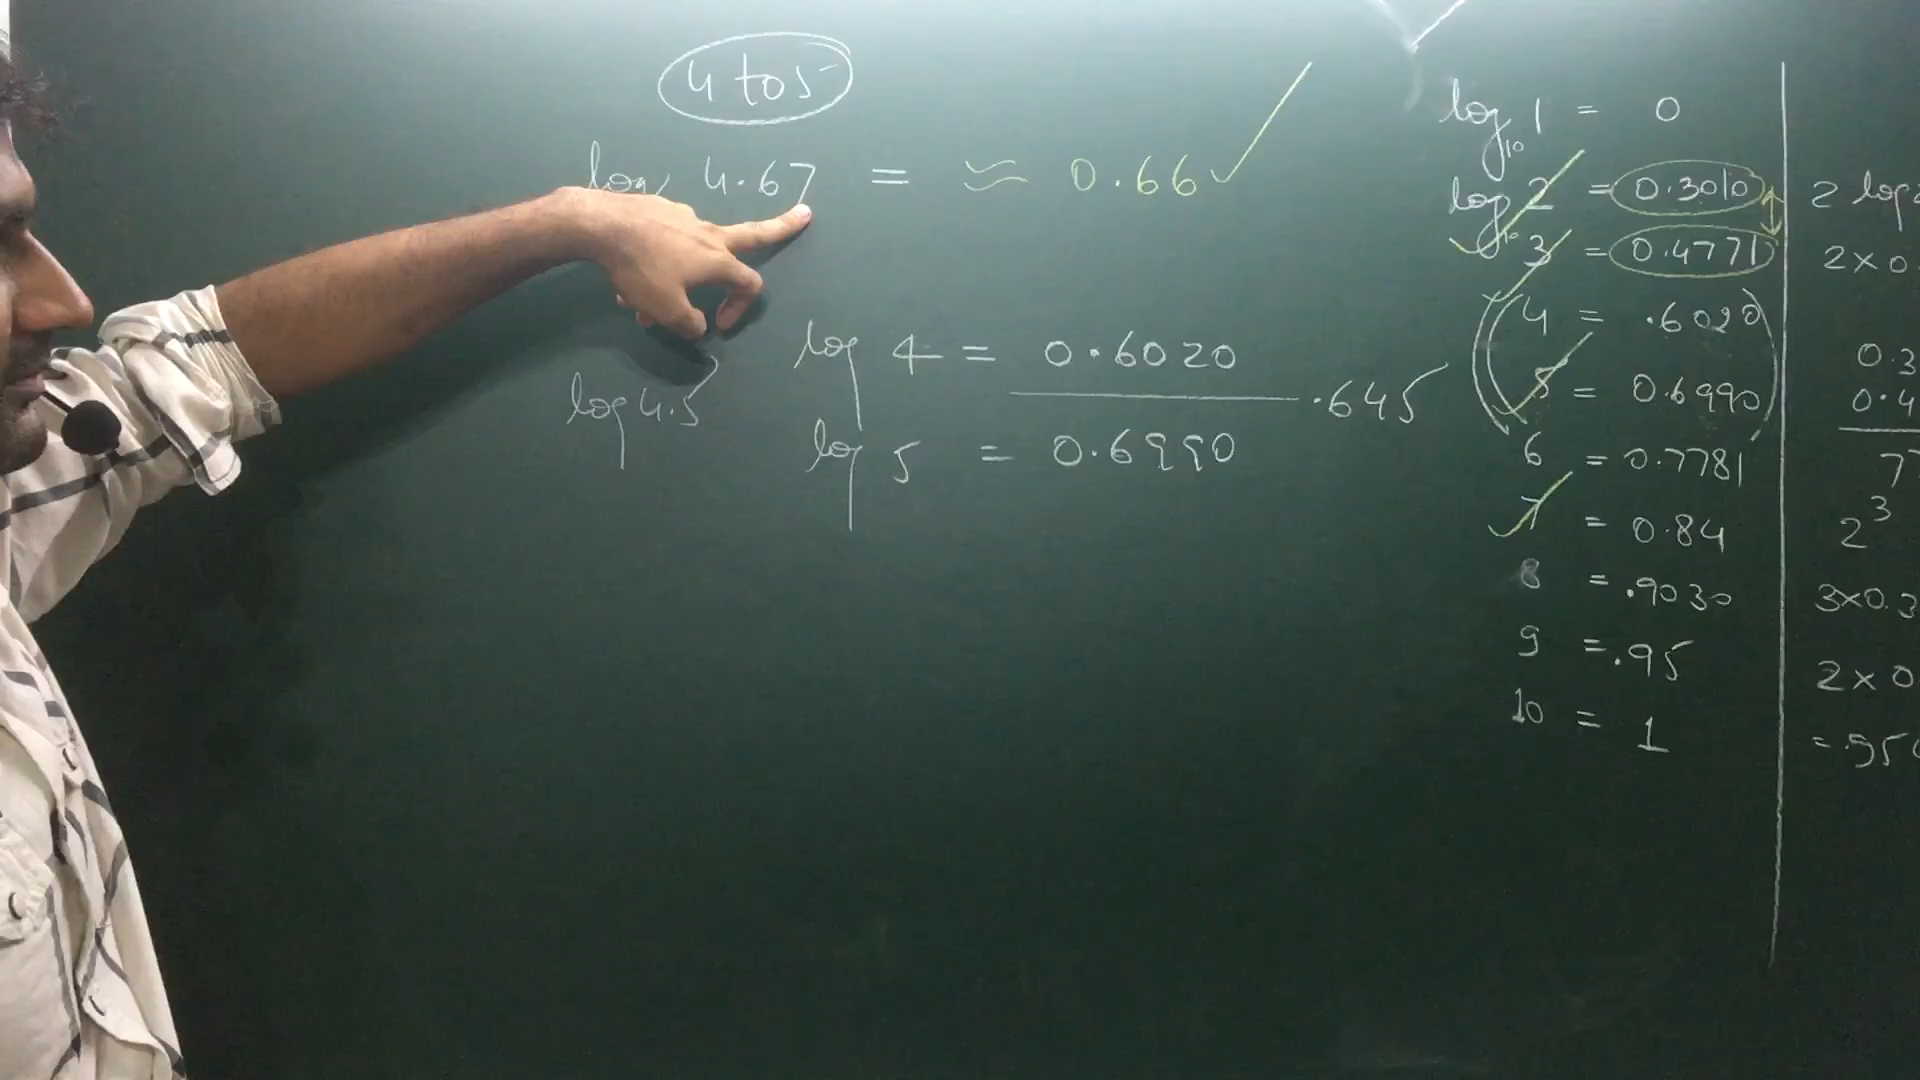 4 to 5
log 4.67 = ≈ 0.66 ✓
log 4 = 0.6020
log 4.5
.645
log 5 = 0.6990
log₁₀ 1 = 0
log₁₀ 2 = 0.3010
3 = 0.4771
4 = .6020
5 = 0.6990
6 = 0.7781
7 = 0.84
8 = .9030
9 = .95
10 = 1
2 log
2 × 0.
0.3
0.4
7
2³
3×0.3
2 × 0
= .95